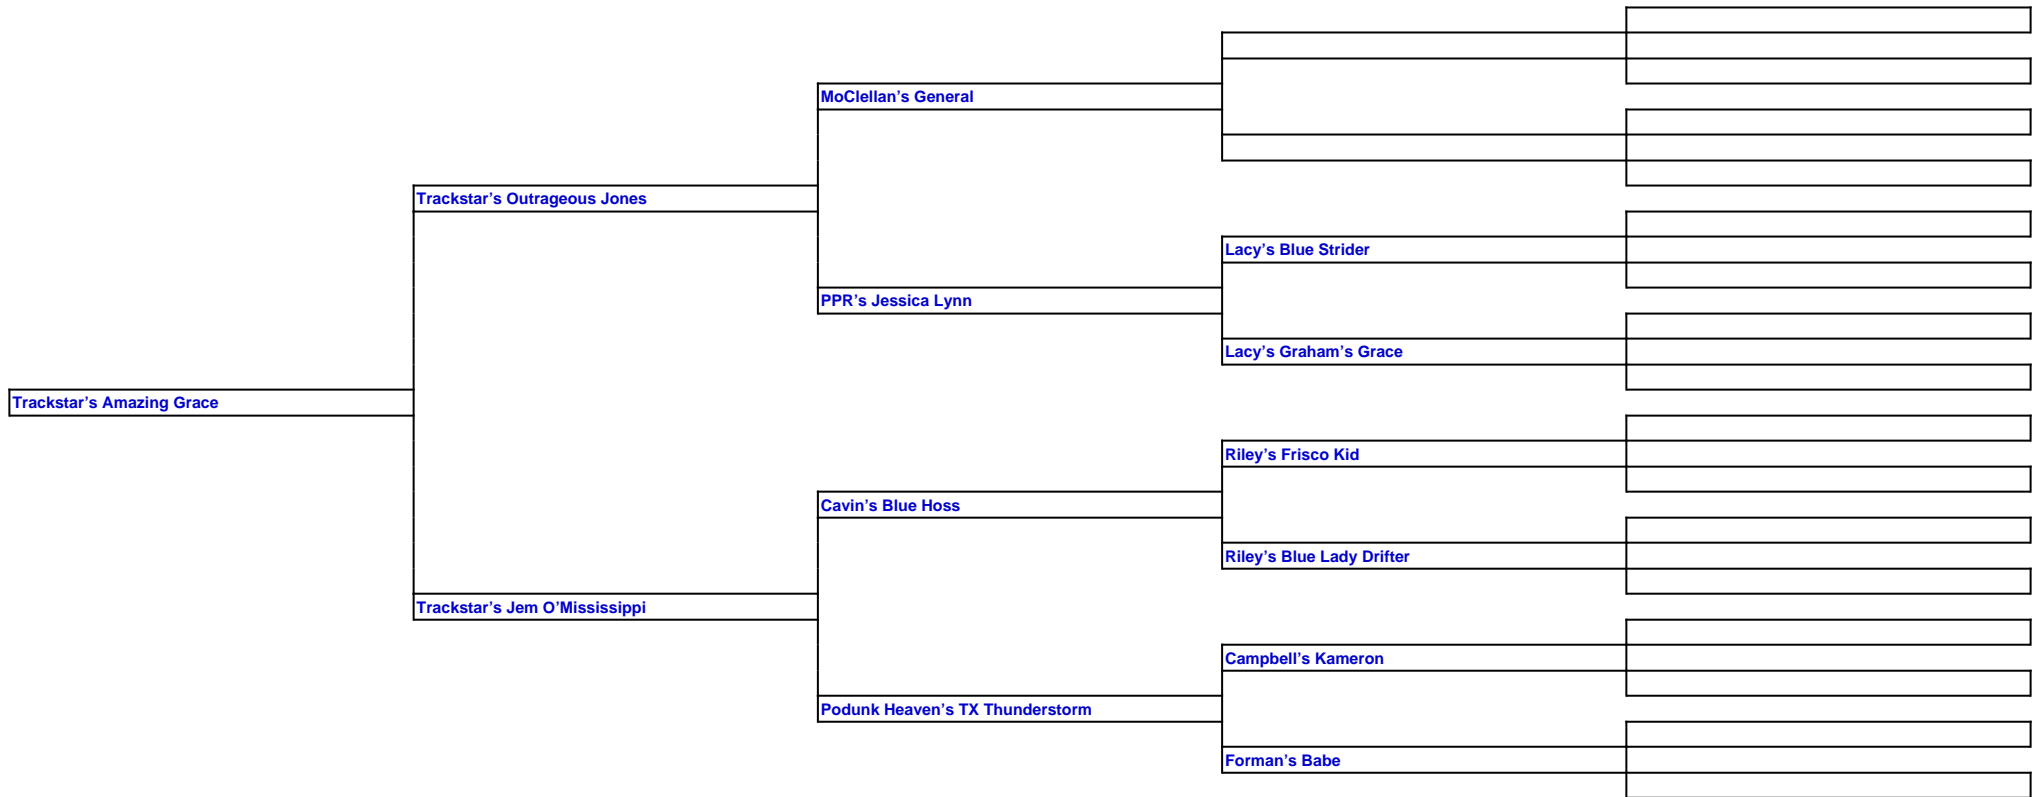 MoClellan’s General
Trackstar’s Outrageous Jones
Lacy’s Blue Strider
PPR’s Jessica Lynn
Lacy’s Graham’s Grace
Trackstar’s Amazing Grace
Riley’s Frisco Kid
Cavin’s Blue Hoss
Riley’s Blue Lady Drifter
Trackstar’s Jem O’Mississippi
Campbell’s Kameron
Podunk Heaven’s TX Thunderstorm
Forman’s Babe